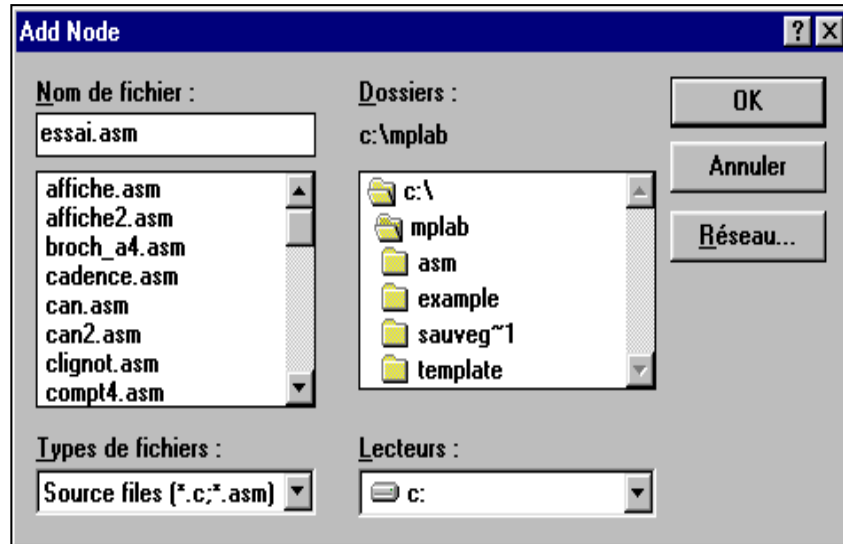 Add Node
Nom de fichier :
essai.asm
affiche.asm
affiche2.asm
broch_a4.asm
cadence.asm
can.asm
can2.asm
clignot.asm
compt4.asm
Types de fichiers :
Source files (*.c;*.asm)
Dossiers :
c:\mplab
c:\
mplab
asm
example
sauveg~1
template
Lecteurs :
c:
OK
Annuler
Réseau...